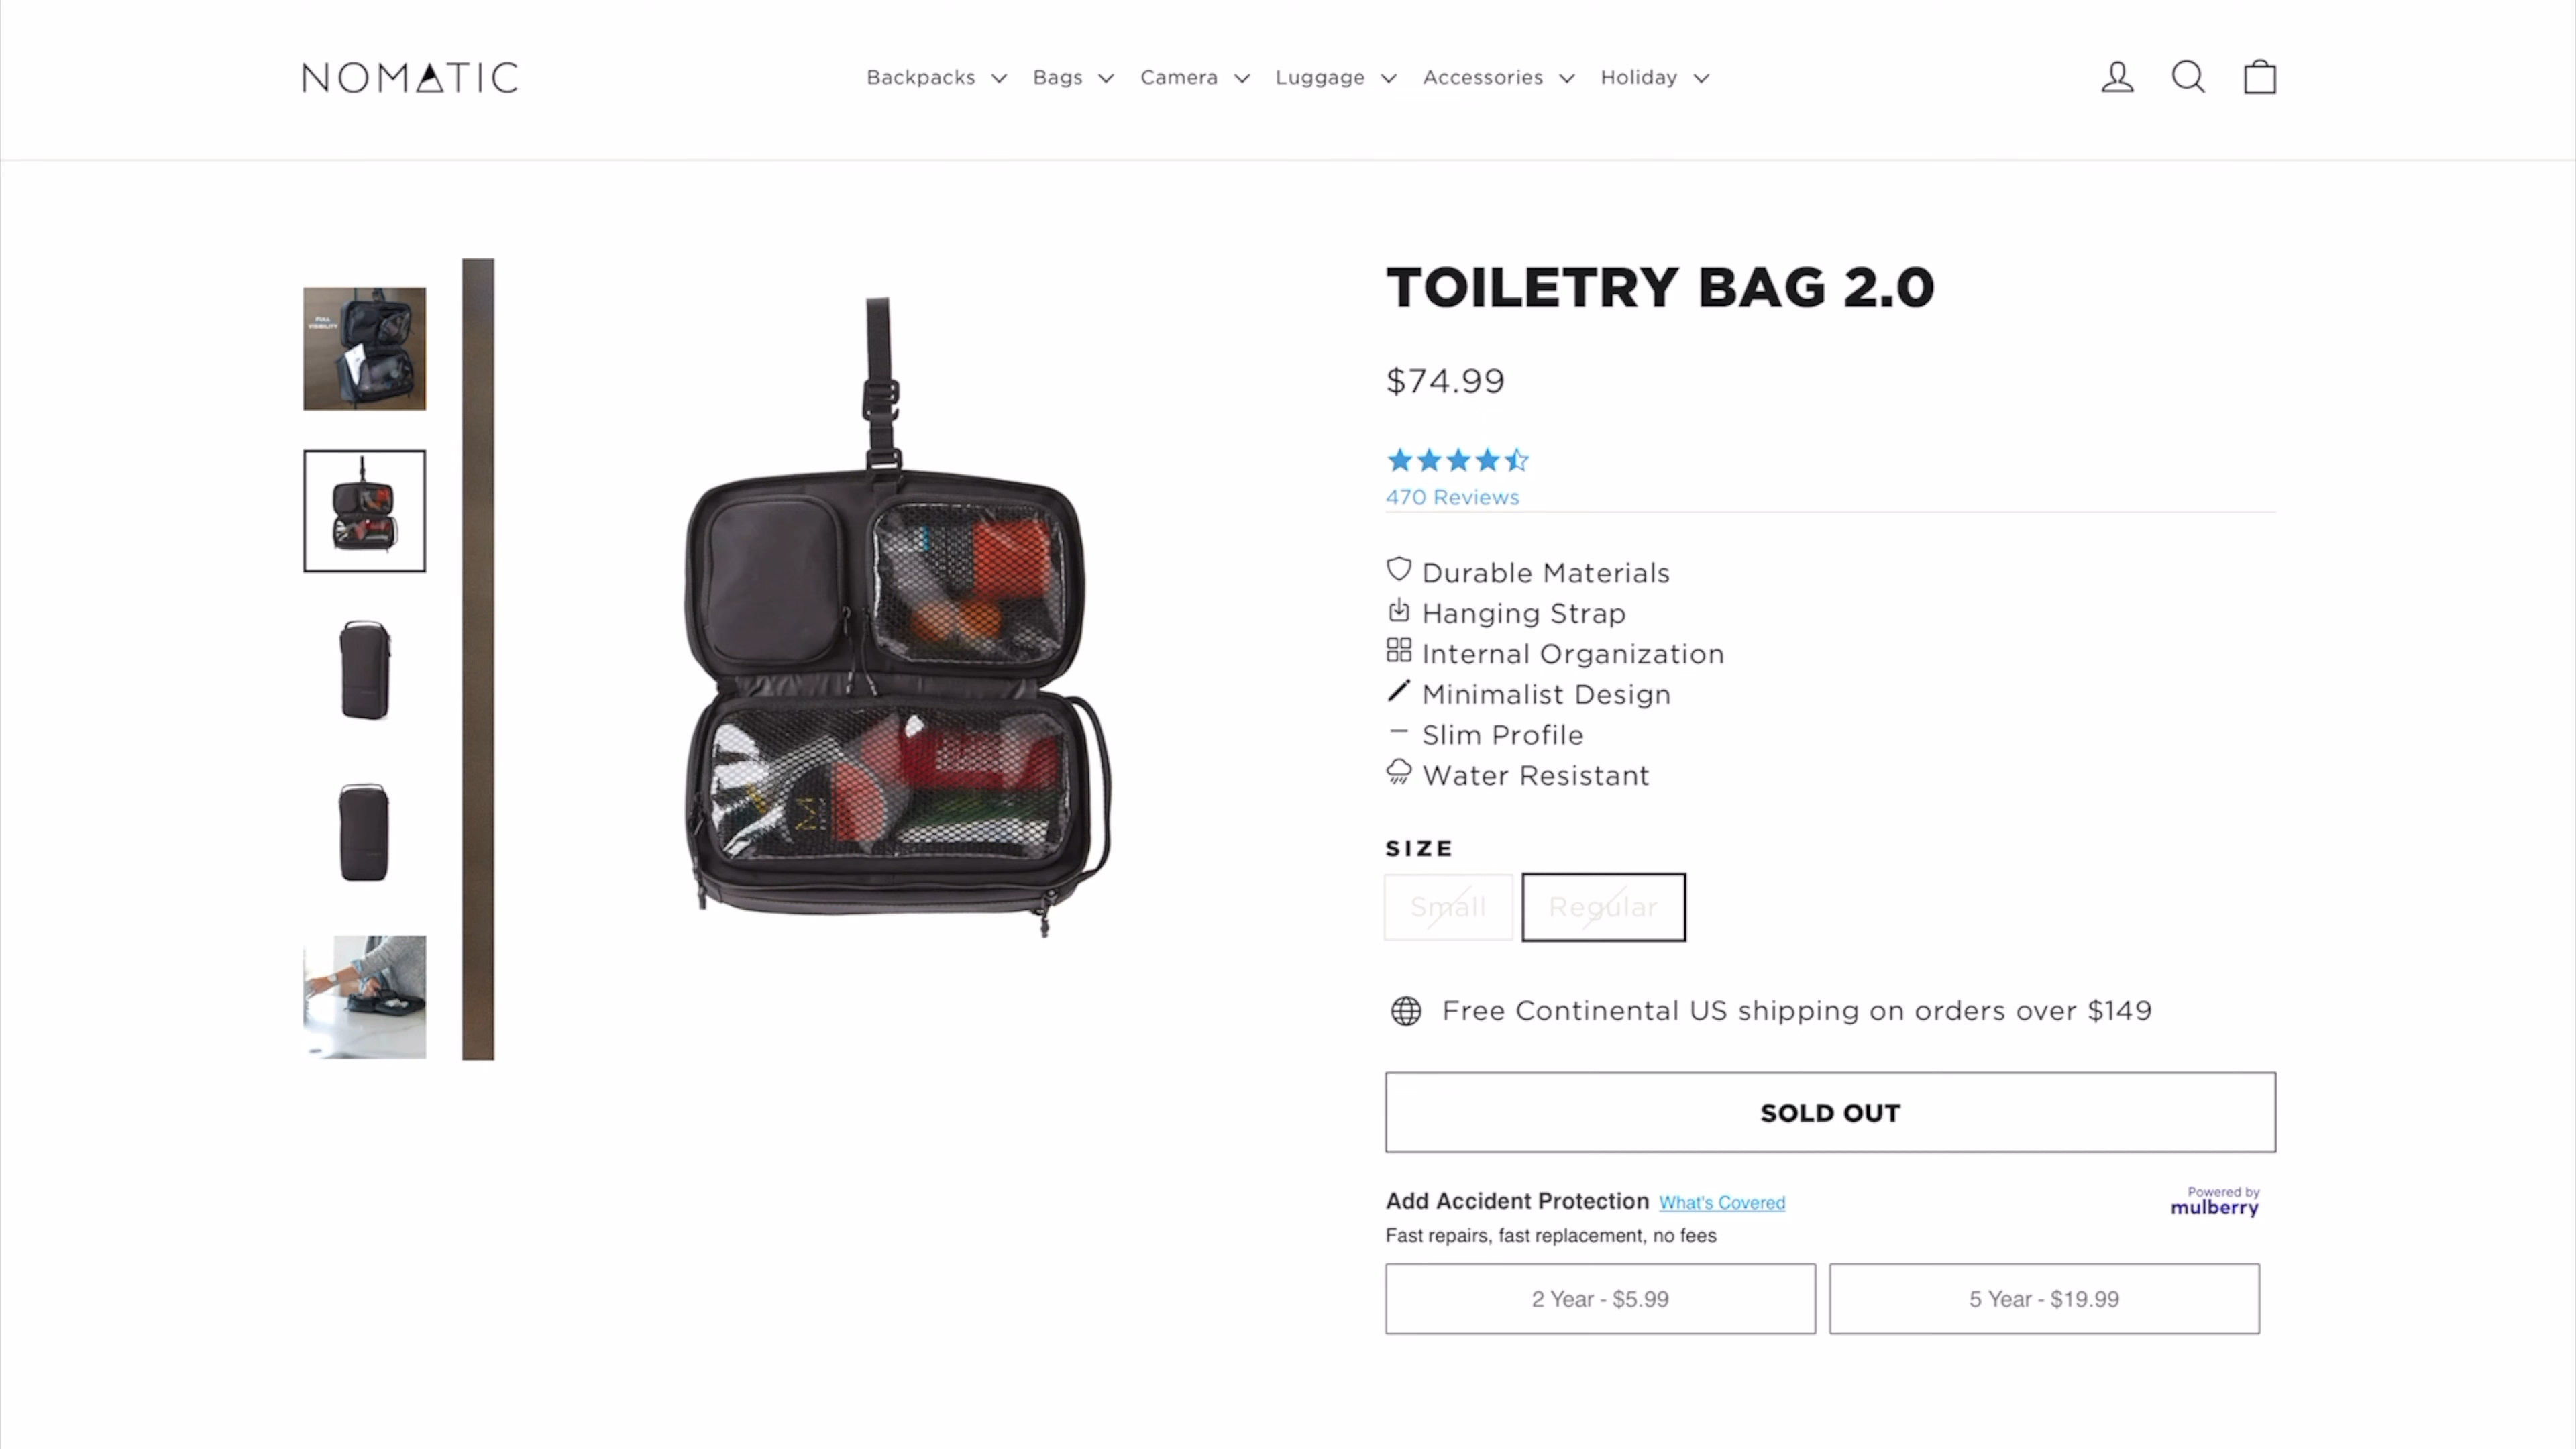 NOMATIC
Backpacks Bags Camera Luggage Accessories Holiday
FULL
VISIBILITY
TOILETRY BAG 2.0
$74.99
470 Reviews
Durable Materials
Hanging Strap
Internal Organization
Minimalist Design
Slim Profile
Water Resistant
SIZE
Small Regular
Free Continental US shipping on orders over $149
SOLD OUT
Add Accident Protection What's Covered
Powered by
mulberry
Fast repairs, fast replacement, no fees
2 Year - $5.99 5 Year - $19.99